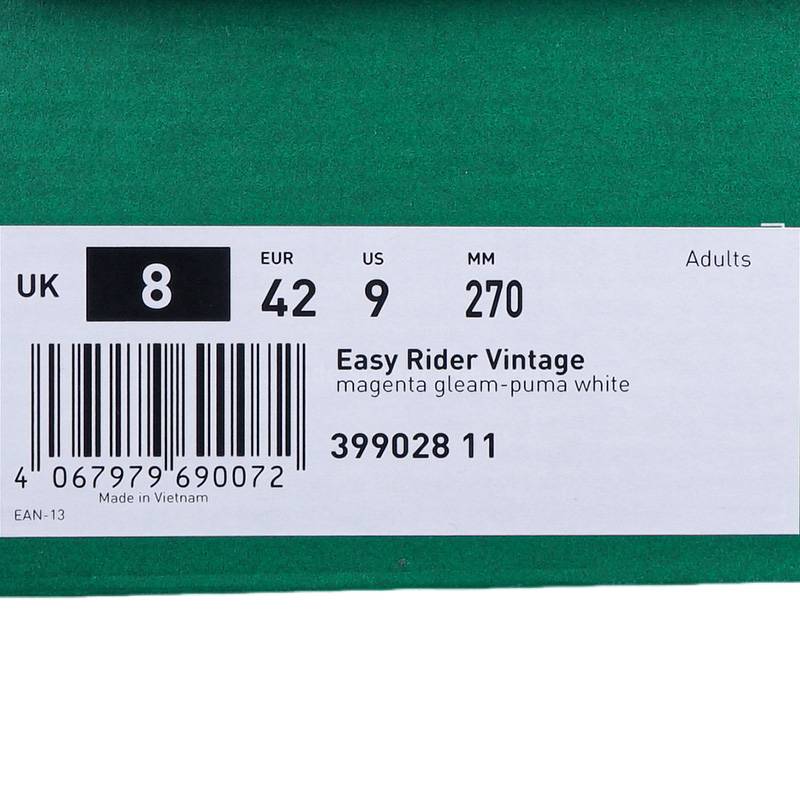 EUR US MM Adults
UK 8 42 9 270
Easy Rider Vintage
magenta gleam-puma white
399028 11
4 067979 690072
Made in Vietnam
EAN-13